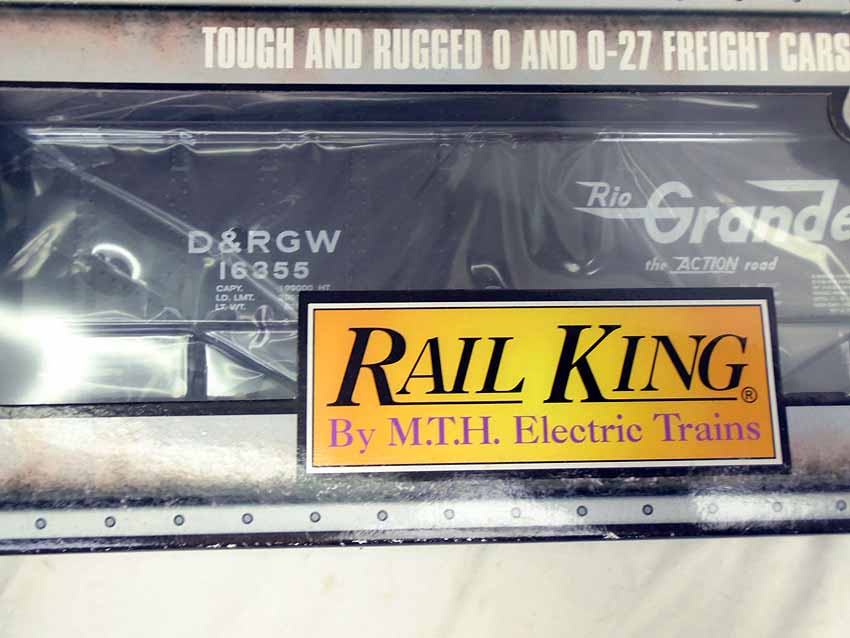 TOUGH AND RUGGED O AND O-27 FREIGHT CARS
Rio Grande
the ACTION road
D&RGW
16355
CAPY.
LD. LMT.
LT. WT.
RAIL KING®
By M.T.H. Electric Trains